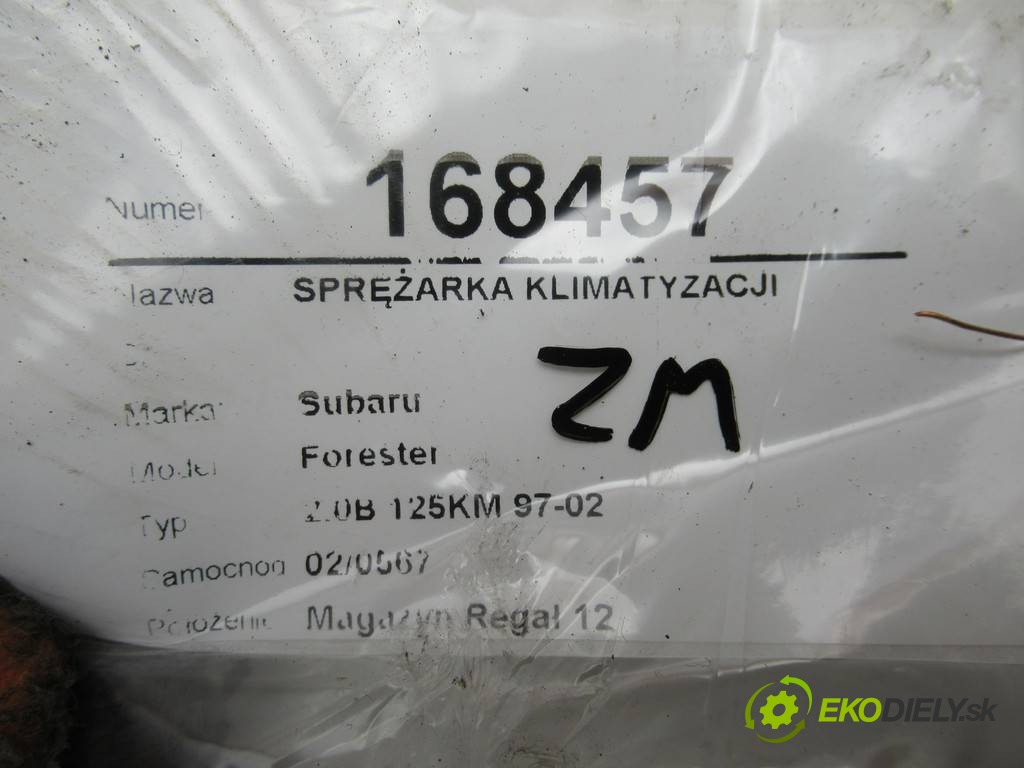 Numer 168457
Nazwa SPRĘŻARKA KLIMATYZACJI
Marka Subaru
ZM
Model Forester
Typ 2.0B 125KM 97-02
Samochód 02/0567
Położenie Magazyn Regał 12
EKODIELY.sk